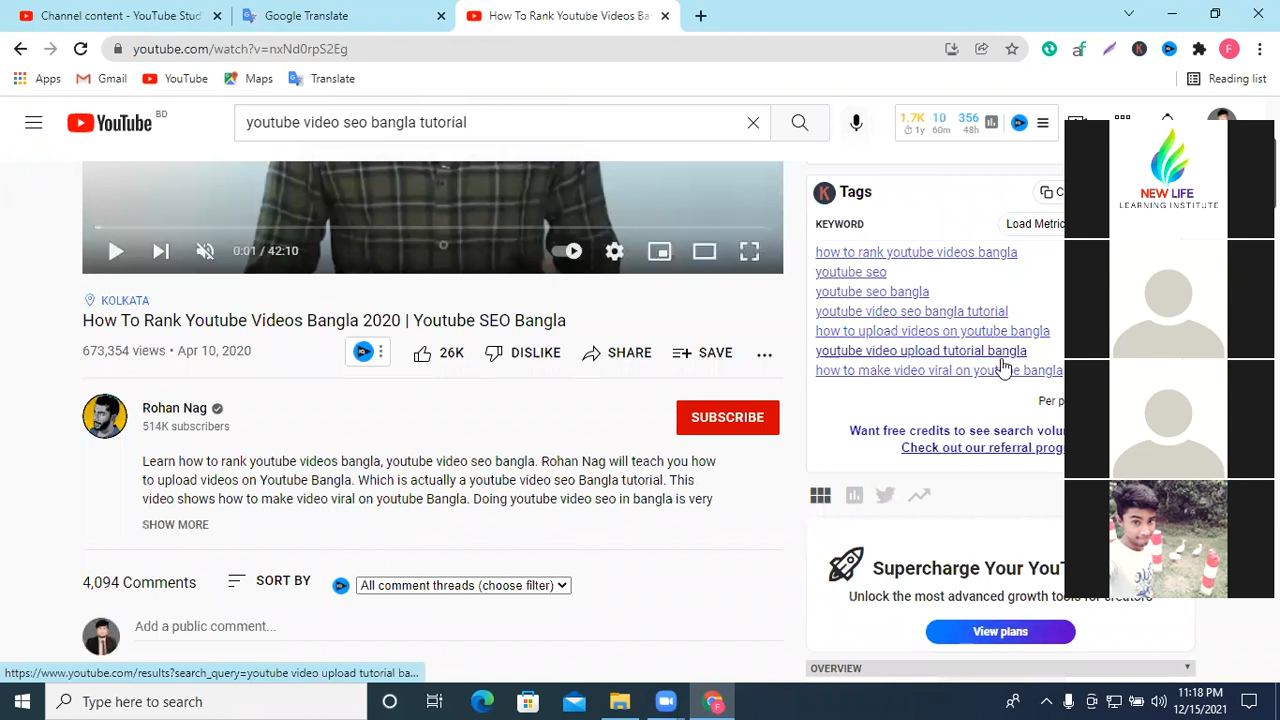 Channel content - YouTube Stud
Google Translate
How To Rank Youtube Videos Ba
youtube.com/watch?v=nxNd0rpS2Eg
F
Apps
Gmail
YouTube
Maps
Translate
Reading list
YouTube
BD
youtube video seo bangla tutorial
1.7K 10 356
1y 60m 48h
NEW LIFE
LEARNING INSTITUTE
K
Tags
KEYWORD
Load Metric
how to rank youtube videos bangla
youtube seo
youtube seo bangla
youtube video seo bangla tutorial
how to upload videos on youtube bangla
youtube video upload tutorial bangla
how to make video viral on youtube bangla
Per p
Want free credits to see search volu
Check out our referral prog
0:01 / 42:10
KOLKATA
How To Rank Youtube Videos Bangla 2020 | Youtube SEO Bangla
673,354 views • Apr 10, 2020
26K
DISLIKE
SHARE
SAVE
Rohan Nag
514K subscribers
SUBSCRIBE
Learn how to rank youtube videos bangla, youtube video seo bangla. Rohan Nag will teach you how
to upload videos on Youtube Bangla. Which is actually a youtube video seo Bangla tutorial. This
video shows how to make video viral on youtube Bangla. Doing youtube video seo in bangla is very
SHOW MORE
4,094 Comments
SORT BY
All comment threads (choose filter)
Add a public comment...
Supercharge Your YouT
Unlock the most advanced growth tools for creators
View plans
OVERVIEW
https://www.youtube.com/results?search_query=youtube video upload tutorial ba...
Type here to search
11:18 PM
12/15/2021